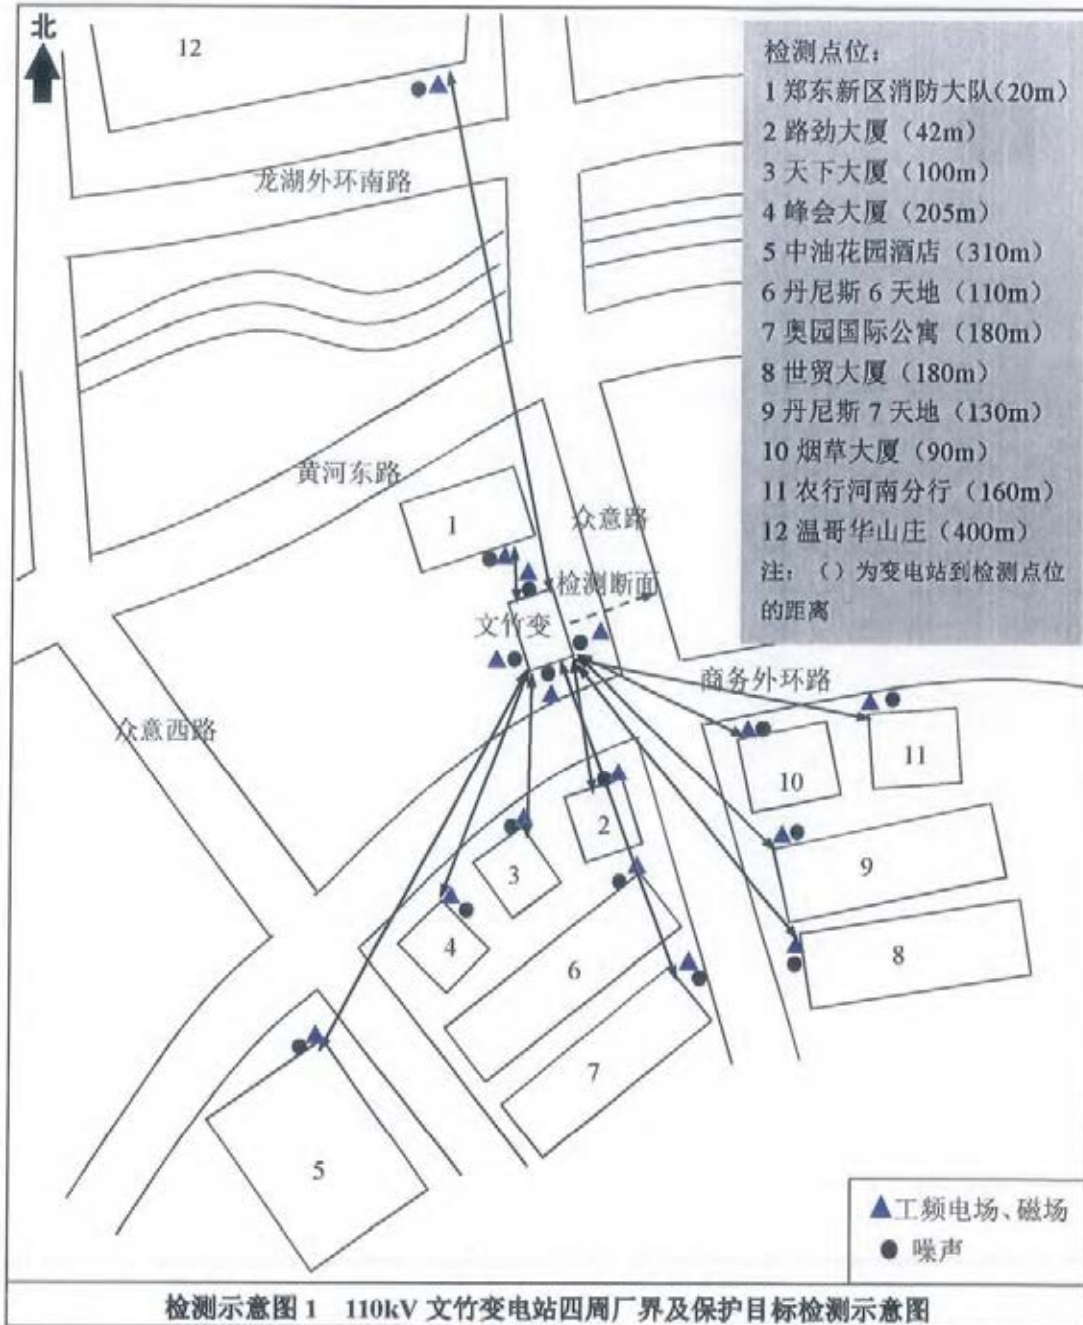 北
12
检测点位：
1 郑东新区消防大队(20m)
2 路劲大厦（42m）
3 天下大厦（100m）
4 峰会大厦（205m）
5 中油花园酒店（310m）
6 丹尼斯 6 天地（110m）
7 奥园国际公寓（180m）
8 世贸大厦（180m）
9 丹尼斯 7 天地（130m）
10 烟草大厦（90m）
11 农行河南分行（160m）
12 温哥华山庄（400m）
注：（）为变电站到检测点位
的距离
龙湖外环南路
黄河东路
1
众意路
检测断面
文竹变
商务外环路
众意西路
11
10
2
3
9
4
6
8
7
5
工频电场、磁场
噪声
检测示意图 1 110kV 文竹变电站四周厂界及保护目标检测示意图